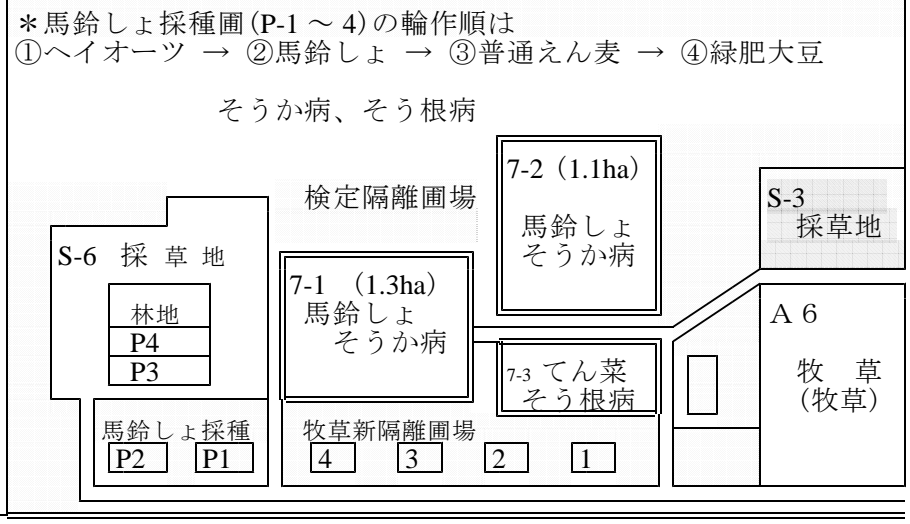 ＊馬鈴しょ採種圃(P-1 ～ 4)の輪作順は
①ヘイオーツ → ②馬鈴しょ → ③普通えん麦 → ④緑肥大豆
そうか病、そう根病
検定隔離圃場
7-2（1.1ha）
馬鈴しょ
そうか病
S-3
採草地
S-6 採 草 地
林地
P4
P3
7-1 （1.3ha）
馬鈴しょ
そうか病
7-3 てん菜
そう根病
A 6
牧 草
（牧草）
馬鈴しょ採種
P2
P1
牧草新隔離圃場
4
3
2
1